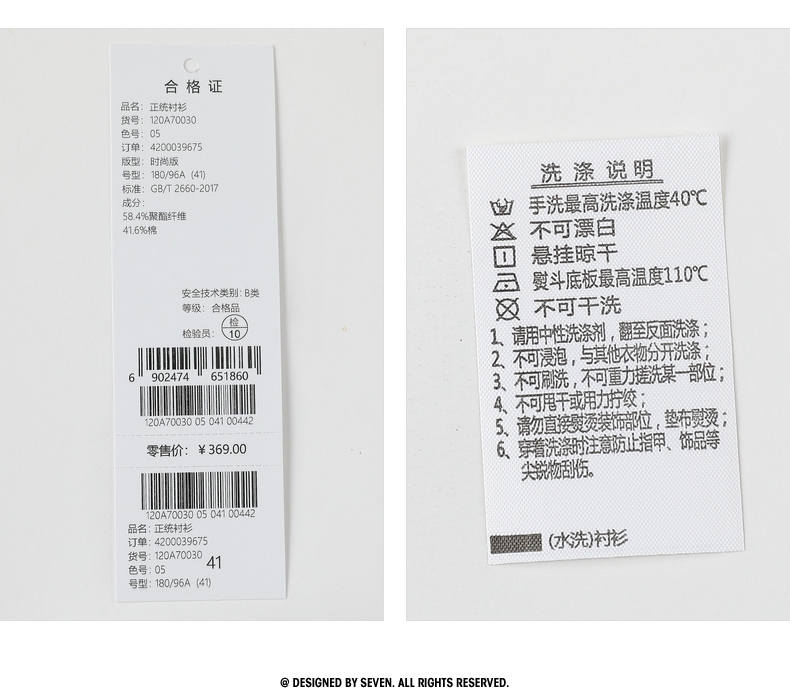 合格证
品名：正统衬衫
货号：120A70030
色号：05
订单：4200039675
版型：时尚版
号型：180/96A (41)
标准：GB/T 2660-2017
成分：
58.4%聚酯纤维
41.6%棉
安全技术类别：B类
等级：合格品
检验员：检10
6 902474 651860
120A70030 05 041 00442
零售价：￥369.00
120A70030 05 041 00442
品名：正统衬衫
订单：4200039675
货号：120A70030
色号：05
41
号型：180/96A (41)
洗涤说明
手洗最高洗涤温度40℃
不可漂白
悬挂晾干
熨斗底板最高温度110℃
不可干洗
1、请用中性洗涤剂，翻至反面洗涤；
2、不可浸泡，与其他衣物分开洗涤；
3、不可刷洗，不可重力搓洗某一部位；
4、不可甩干或用力拧绞；
5、请勿直接熨烫装饰部位，垫布熨烫；
6、穿着洗涤时注意防止指甲、饰品等
尖锐物刮伤。
(水洗)衬衫
@ DESIGNED BY SEVEN. ALL RIGHTS RESERVED.